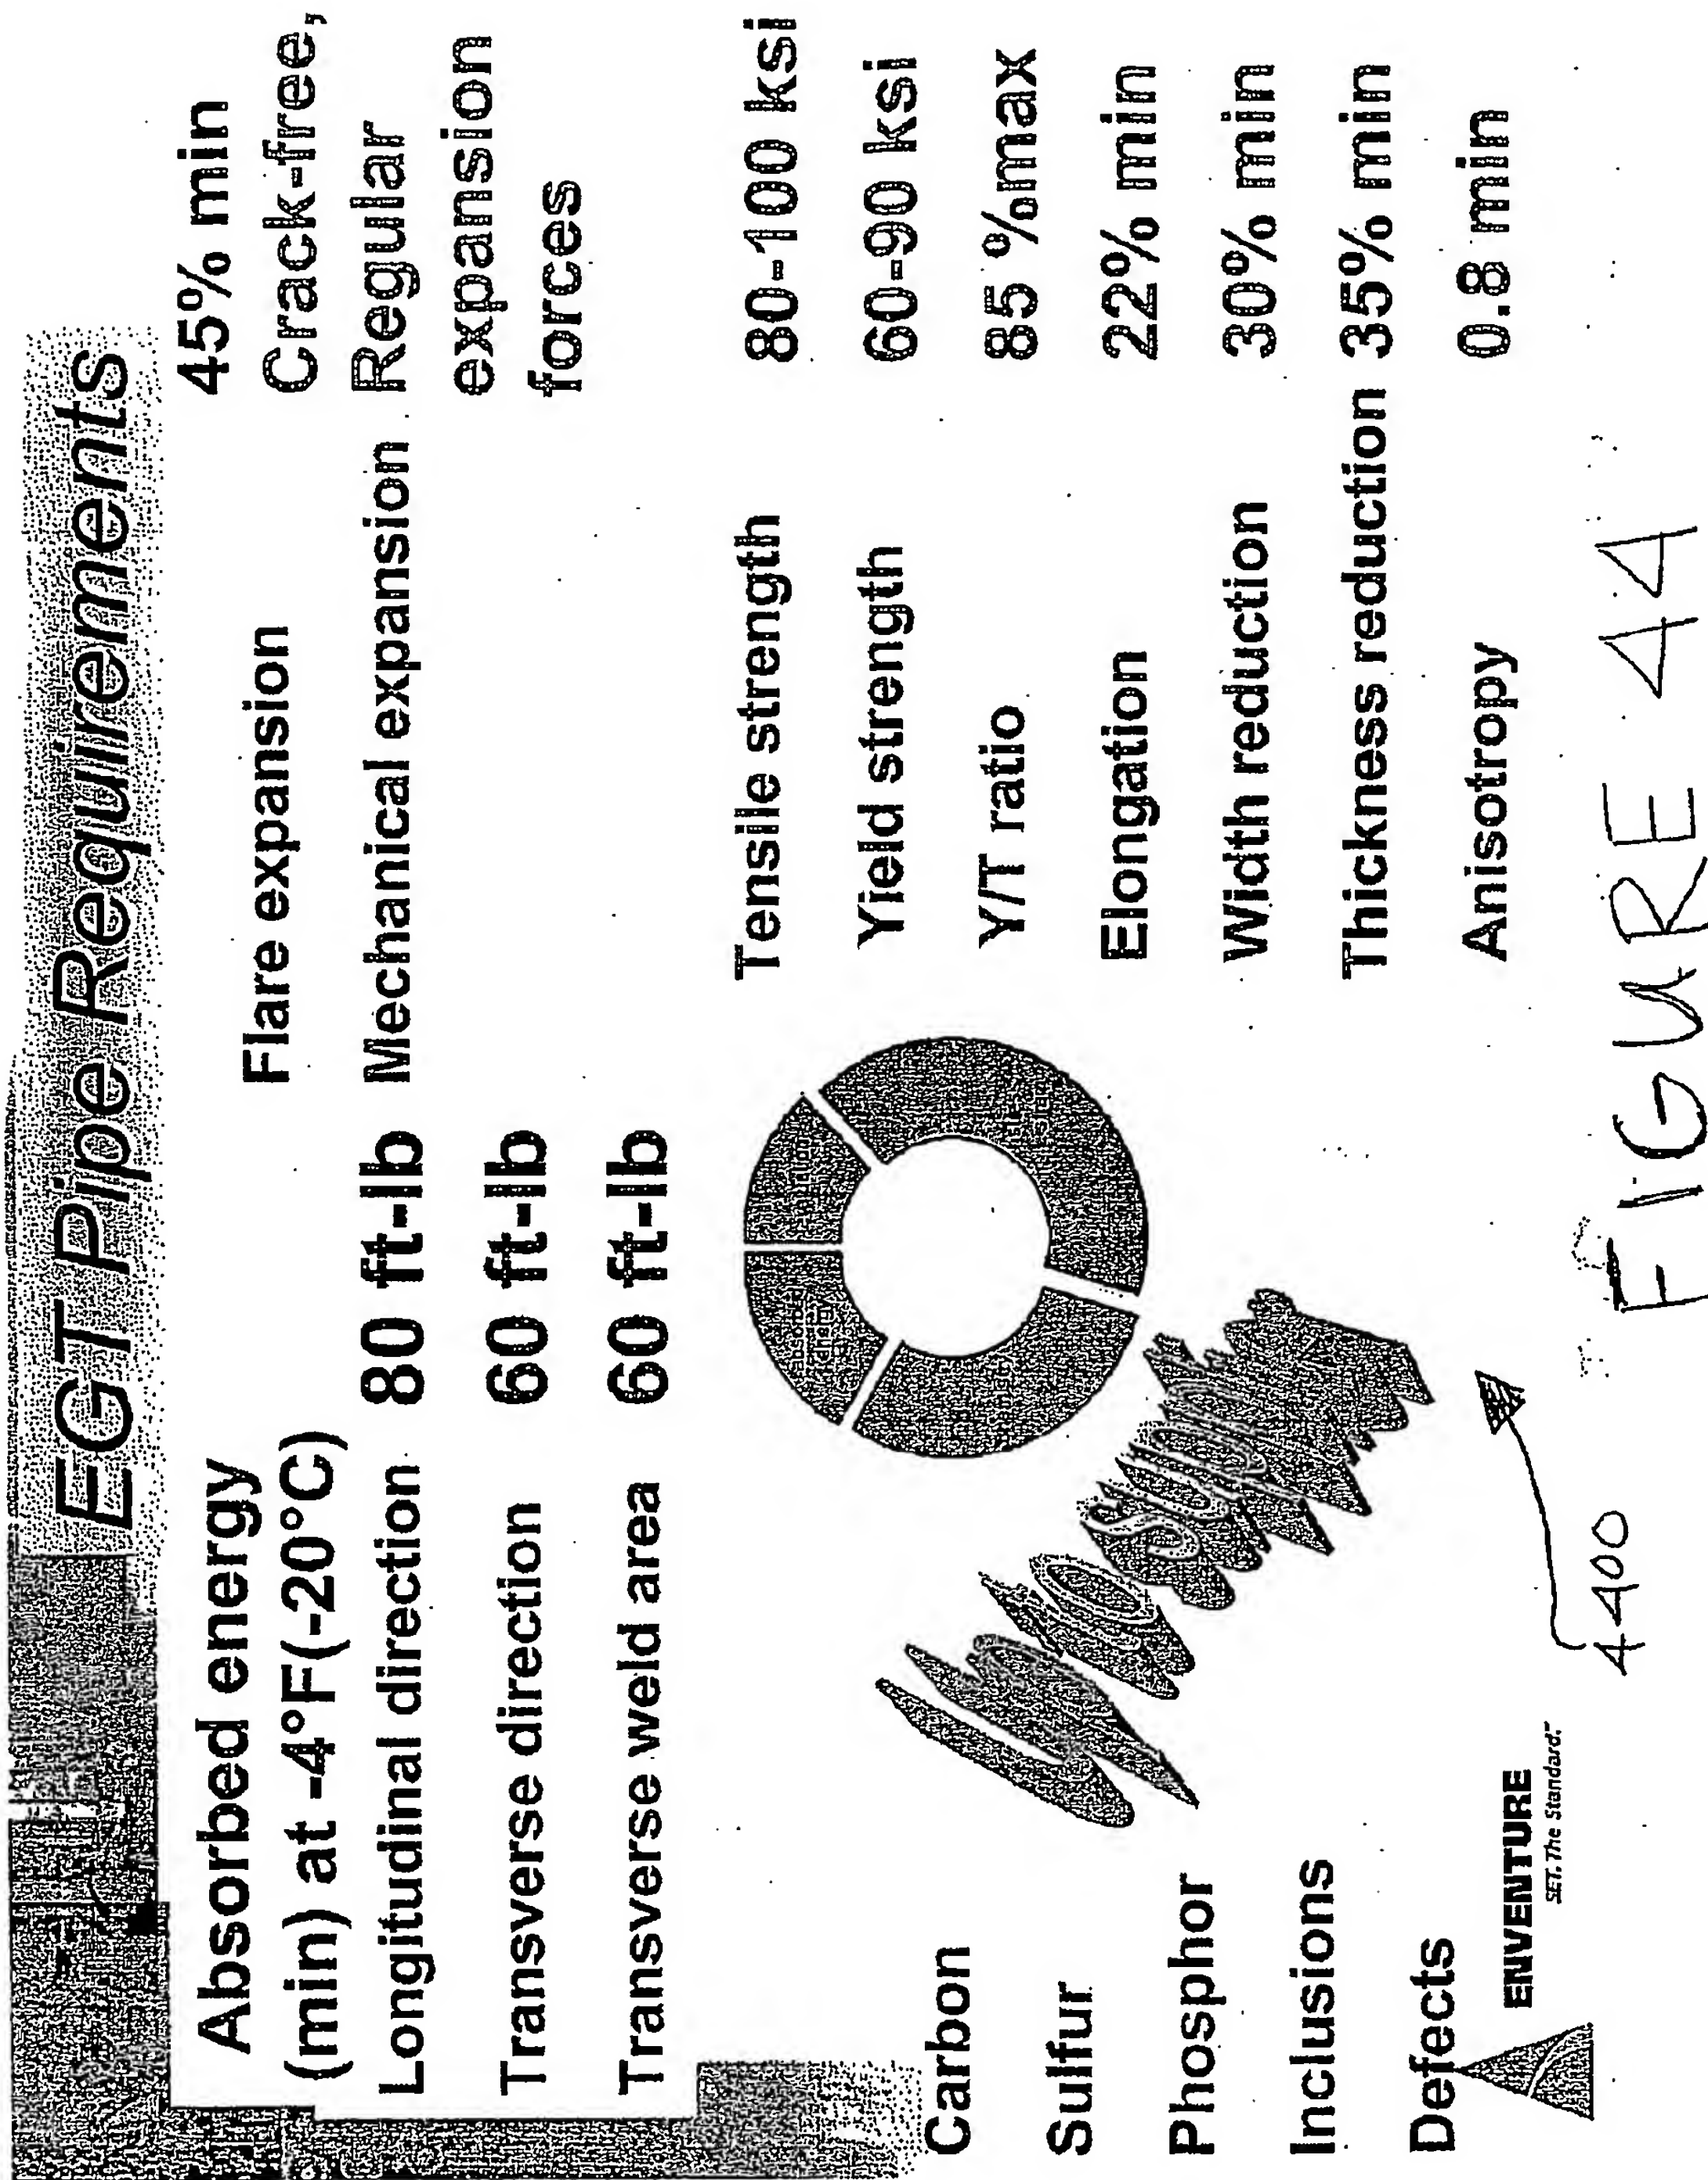 EGT Pipe Requirements
Absorbed energy
(min) at -4°F(-20°C)
Longitudinal direction 80 ft-lb
Transverse direction 60 ft-lb
Transverse weld area 60 ft-lb
Flare expansion 45% min
Mechanical expansion Crack-free,
Regular
expansion
forces
Tensile strength 80-100 ksi
Yield strength 60-90 ksi
Y/T ratio 85 %max
Elongation 22% min
Width reduction 30% min
Thickness reduction 35% min
Anisotropy 0.8 min
absorbed
energy
Carbon
Sulfur
Phosphor
Inclusions
Defects
ENVENTURE
SET. The Standard.™
4400
FIGURE 44